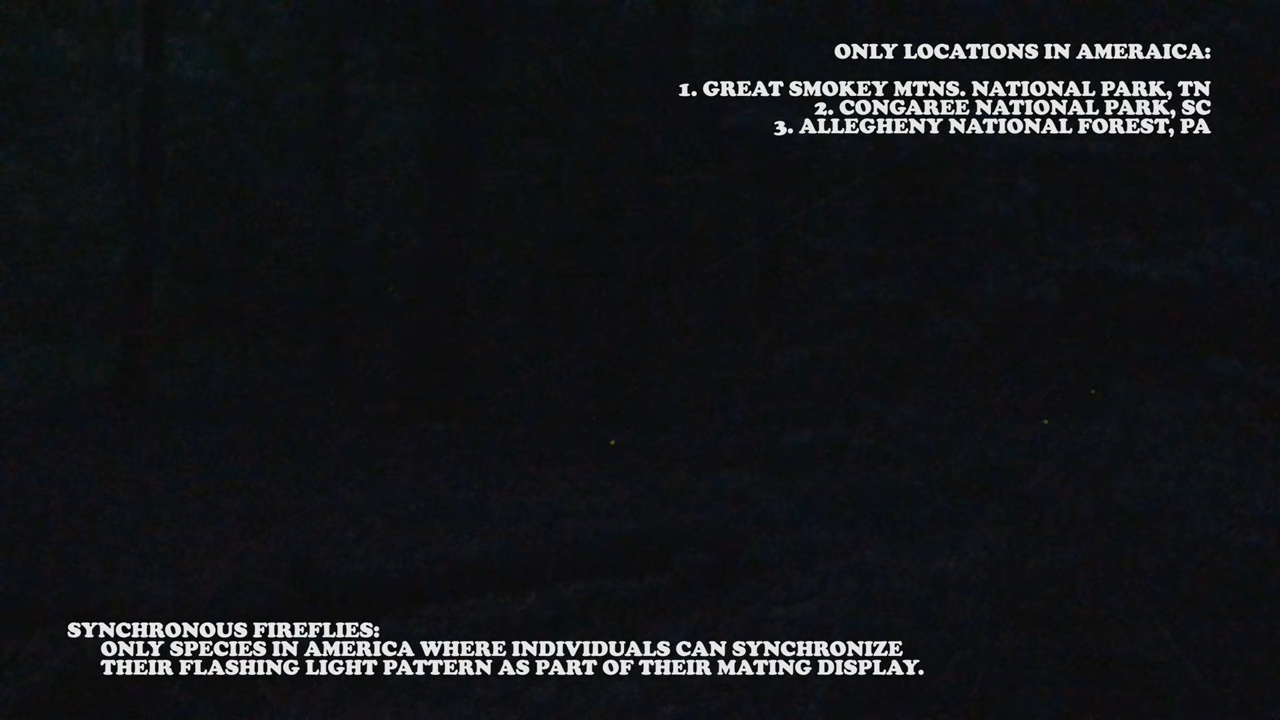 ONLY LOCATIONS IN AMERAICA:
1. GREAT SMOKEY MTNS. NATIONAL PARK, TN
2. CONGAREE NATIONAL PARK, SC
3. ALLEGHENY NATIONAL FOREST, PA
SYNCHRONOUS FIREFLIES:
ONLY SPECIES IN AMERICA WHERE INDIVIDUALS CAN SYNCHRONIZE
THEIR FLASHING LIGHT PATTERN AS PART OF THEIR MATING DISPLAY.